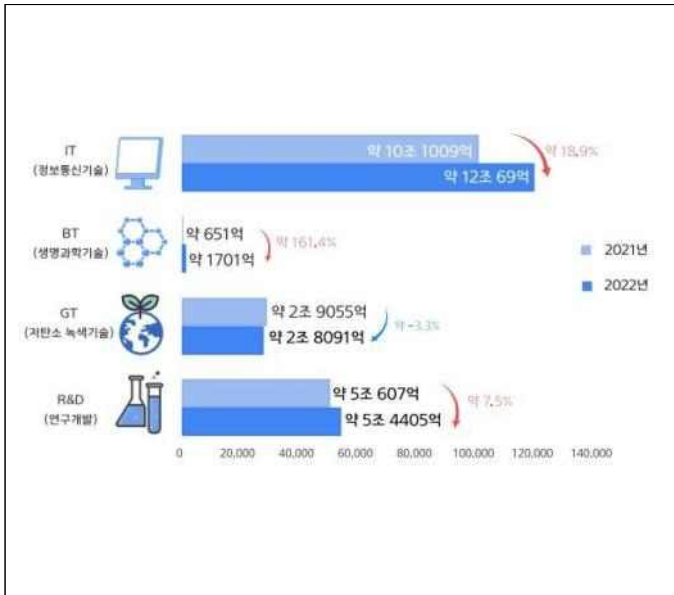 IT
(정보통신기술)
약 10조 1009억
약 12조 69억
약 18.9%
BT
(생명과학기술)
약 651억
약 1701억
약 161.4%
2021년
2022년
GT
(저탄소 녹색기술)
약 2조 9055억
약 2조 8091억
약 -3.3%
R&D
(연구개발)
약 5조 607억
약 5조 4405억
약 7.5%
0 20,000 40,000 60,000 80,000 100,000 120,000 140,000